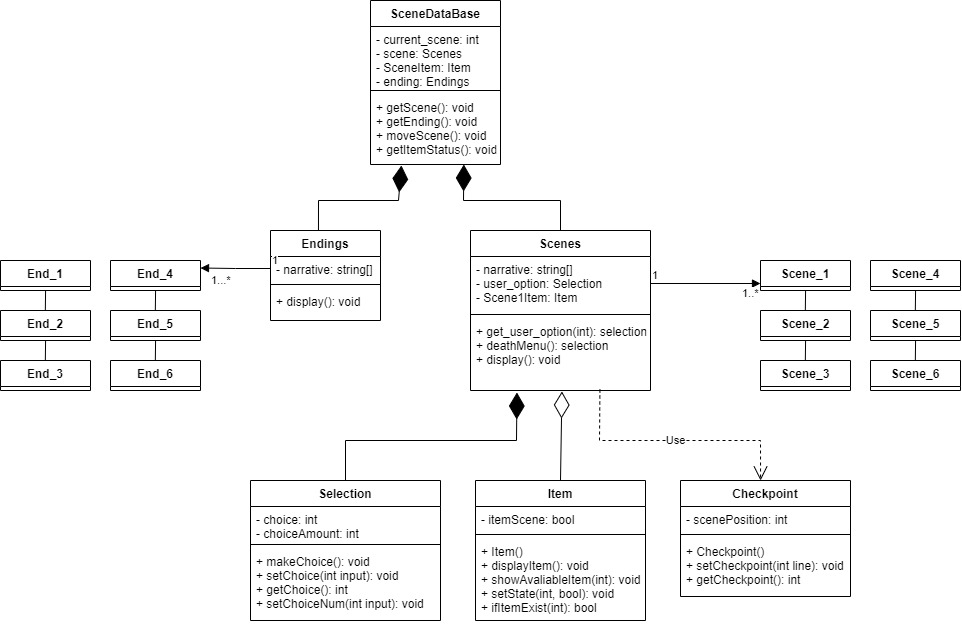 SceneDataBase
- current_scene: int
- scene: Scenes
- SceneItem: Item
- ending: Endings
+ getScene(): void
+ getEnding(): void
+ moveScene(): void
+ getItemStatus(): void
Endings
- narrative: string[]
+ display(): void
1
1...*
Scenes
- narrative: string[]
- user_option: Selection
- Scene1Item: Item
+ get_user_option(int): selection
+ deathMenu(): selection
+ display(): void
1
1..*
End_1
End_2
End_3
End_4
End_5
End_6
Scene_1
Scene_2
Scene_3
Scene_4
Scene_5
Scene_6
Use
Selection
- choice: int
- choiceAmount: int
+ makeChoice(): void
+ setChoice(int input): void
+ getChoice(): int
+ setChoiceNum(int input): void
Item
- itemScene: bool
+ Item()
+ displayItem(): void
+ showAvaliableItem(int): void
+ setState(int, bool): void
+ ifItemExist(int): bool
Checkpoint
- scenePosition: int
+ Checkpoint()
+ setCheckpoint(int line): void
+ getCheckpoint(): int